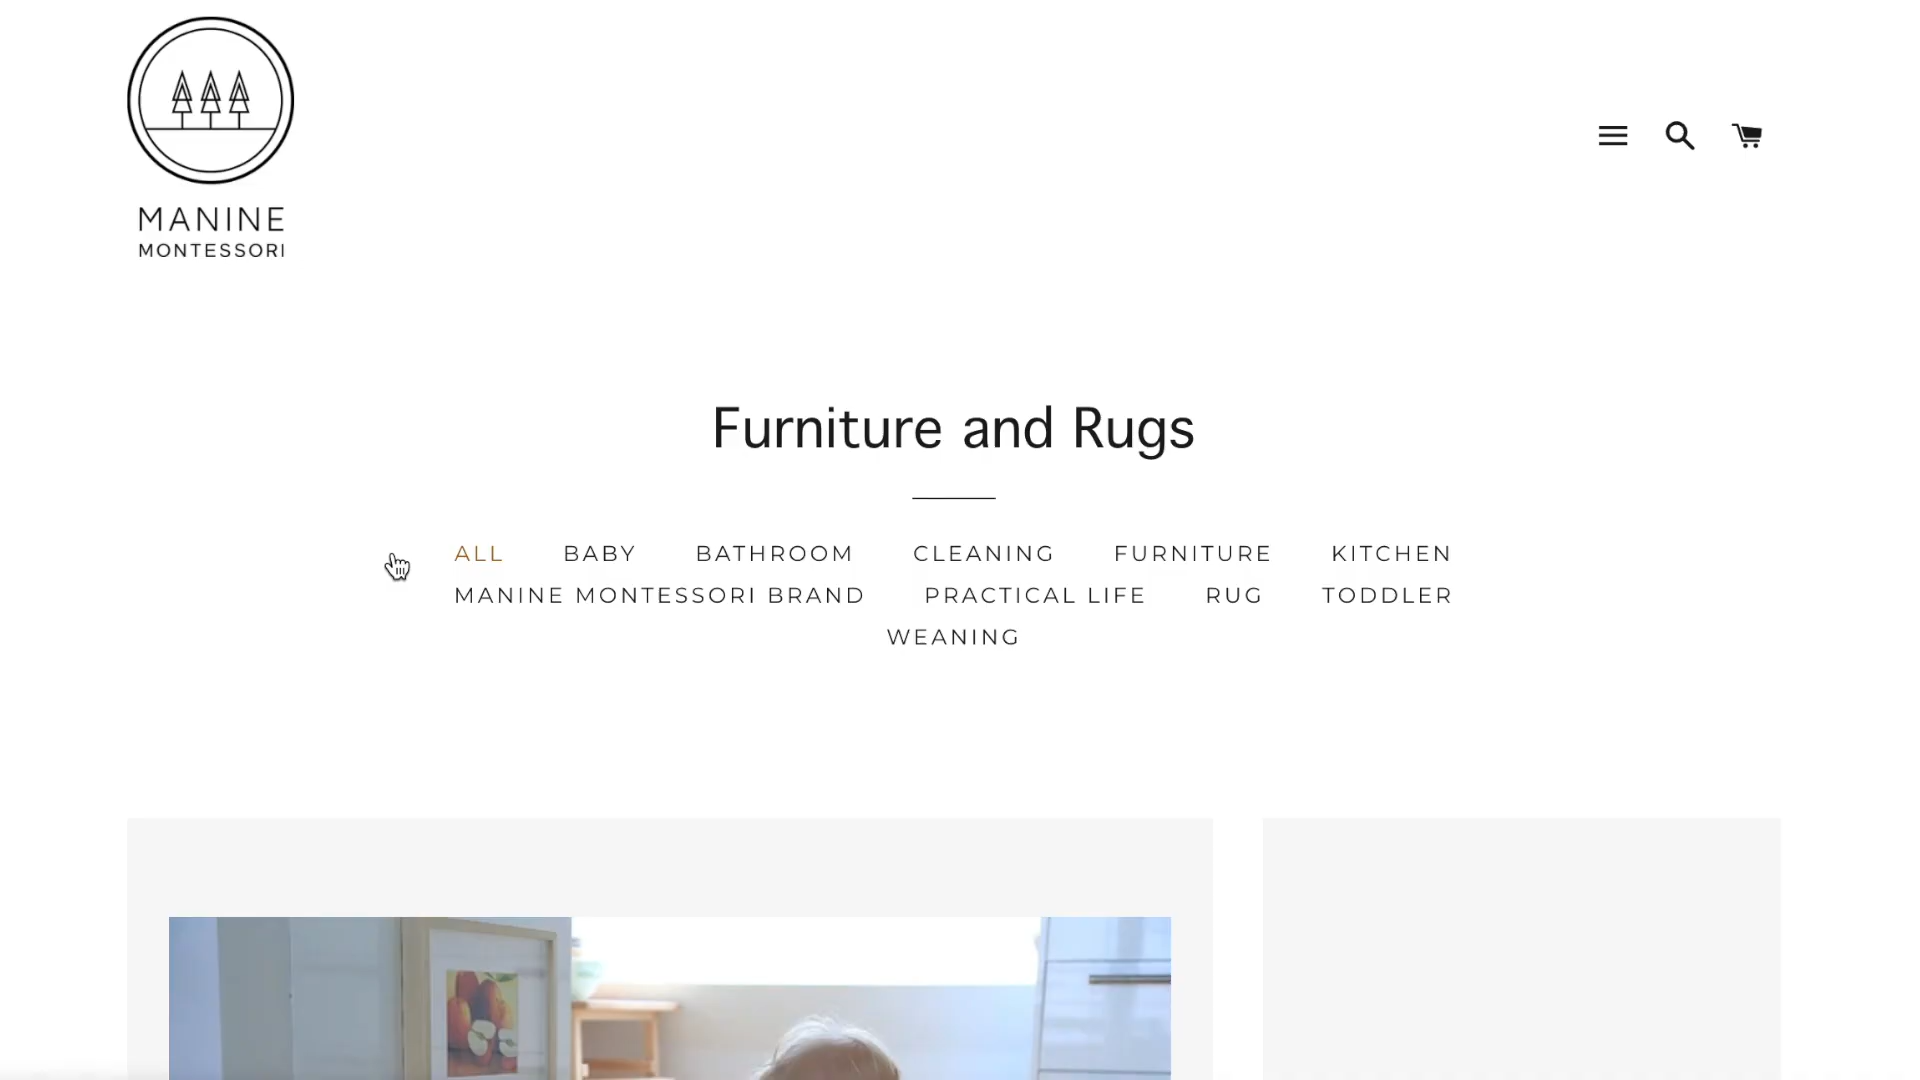 MANINE
MONTESSORI
Furniture and Rugs
ALL BABY BATHROOM CLEANING FURNITURE KITCHEN
MANINE MONTESSORI BRAND PRACTICAL LIFE RUG TODDLER
WEANING